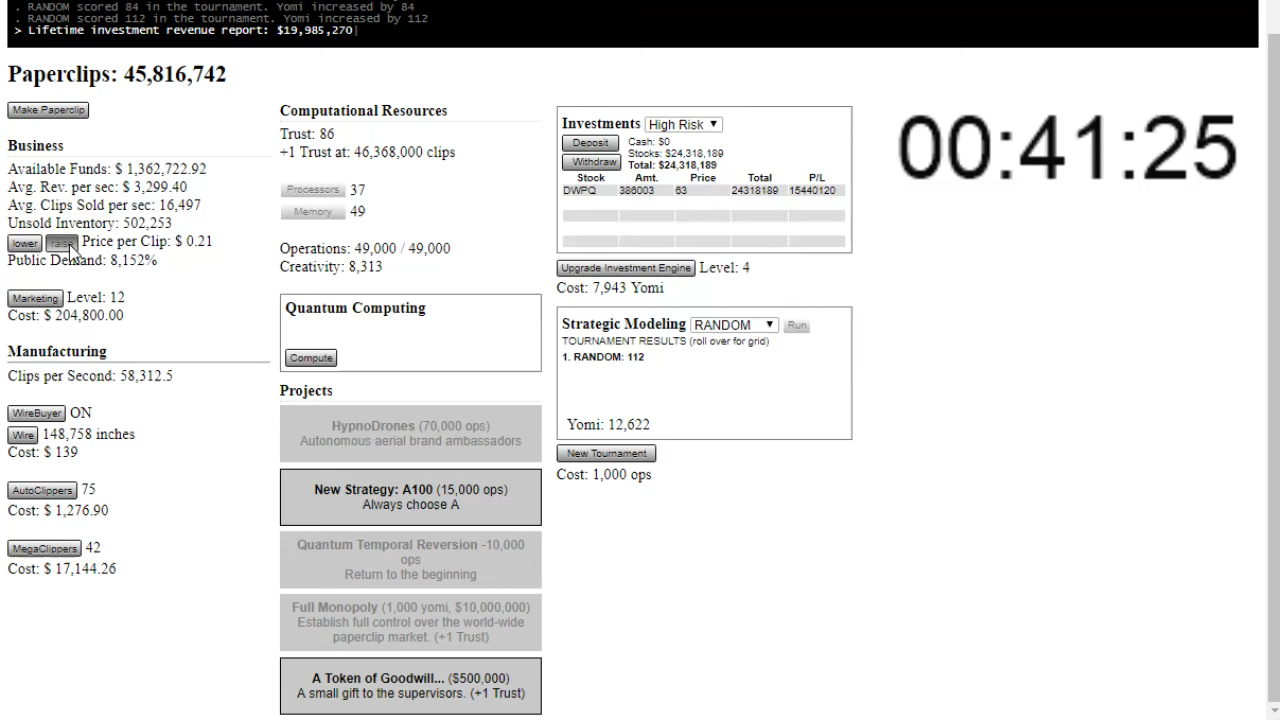 . RANDOM scored 84 in the tournament. Yomi increased by 84
. RANDOM scored 112 in the tournament. Yomi increased by 112
> Lifetime investment revenue report: $19,985,270|
Paperclips: 45,816,742
Make Paperclip
Business
Available Funds: $ 1,362,722.92
Avg. Rev. per sec: $ 3,299.40
Avg. Clips Sold per sec: 16,497
Unsold Inventory: 502,253
lower raise Price per Clip: $ 0.21
Public Demand: 8,152%
Marketing Level: 12
Cost: $ 204,800.00
Manufacturing
Clips per Second: 58,312.5
WireBuyer ON
Wire 148,758 inches
Cost: $ 139
AutoClippers 75
Cost: $ 1,276.90
MegaClippers 42
Cost: $ 17,144.26
Computational Resources
Trust: 86
+1 Trust at: 46,368,000 clips
Processors 37
Memory 49
Operations: 49,000 / 49,000
Creativity: 8,313
Quantum Computing
Compute
Projects
HypnoDrones (70,000 ops)
Autonomous aerial brand ambassadors
New Strategy: A100 (15,000 ops)
Always choose A
Quantum Temporal Reversion -10,000
ops
Return to the beginning
Full Monopoly (1,000 yomi, $10,000,000)
Establish full control over the world-wide
paperclip market. (+1 Trust)
A Token of Goodwill... ($500,000)
A small gift to the supervisors. (+1 Trust)
Investments High Risk
Deposit Cash: $0
Stocks: $24,318,189
Withdraw Total: $24,318,189
Stock Amt. Price Total P/L
DWPQ 386003 63 24318189 15440120
Upgrade Investment Engine Level: 4
Cost: 7,943 Yomi
Strategic Modeling RANDOM Run
TOURNAMENT RESULTS (roll over for grid)
1. RANDOM: 112
Yomi: 12,622
New Tournament
Cost: 1,000 ops
00:41:25